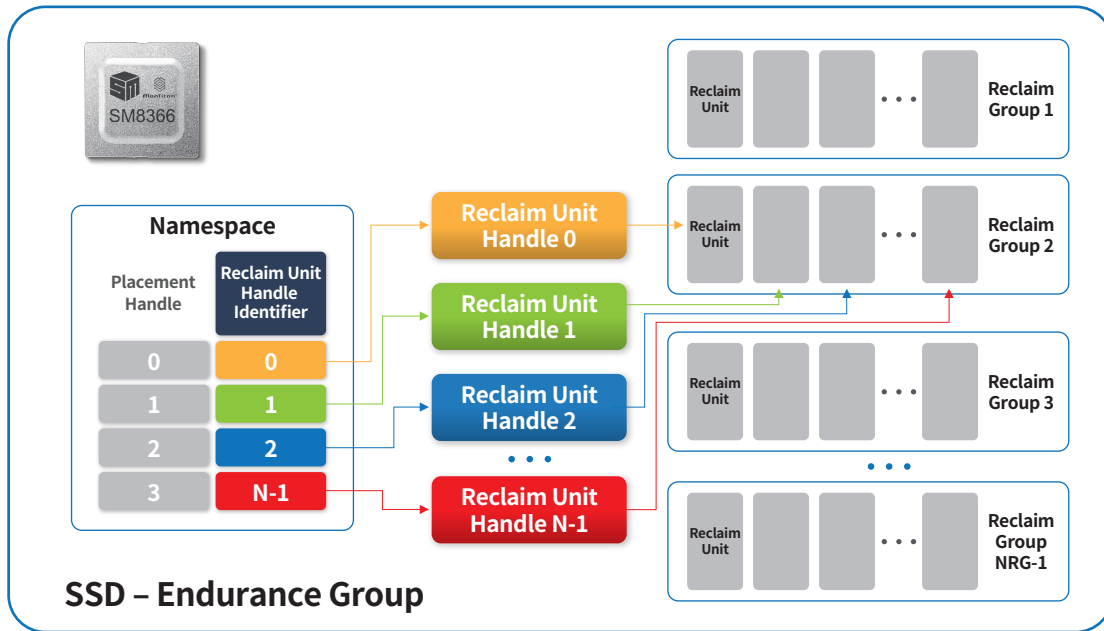 SM
MonTitan
SM8366
Namespace
Placement
Handle
Reclaim Unit
Handle
Identifier
0
0
1
1
2
2
3
N-1
Reclaim Unit
Handle 0
Reclaim Unit
Handle 1
Reclaim Unit
Handle 2
• • •
Reclaim Unit
Handle N-1
Reclaim
Unit
• • •
Reclaim
Group 1
Reclaim
Unit
• • •
Reclaim
Group 2
Reclaim
Unit
• • •
Reclaim
Group 3
• • •
Reclaim
Unit
• • •
Reclaim
Group
NRG-1
SSD – Endurance Group